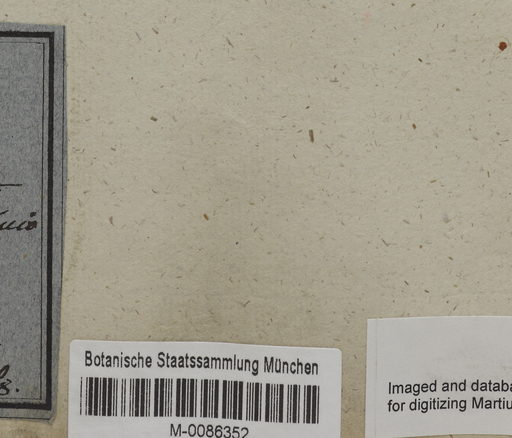 Botanische Staatssammlung München
M-0086352
Imaged and databa
for digitizing Martiu